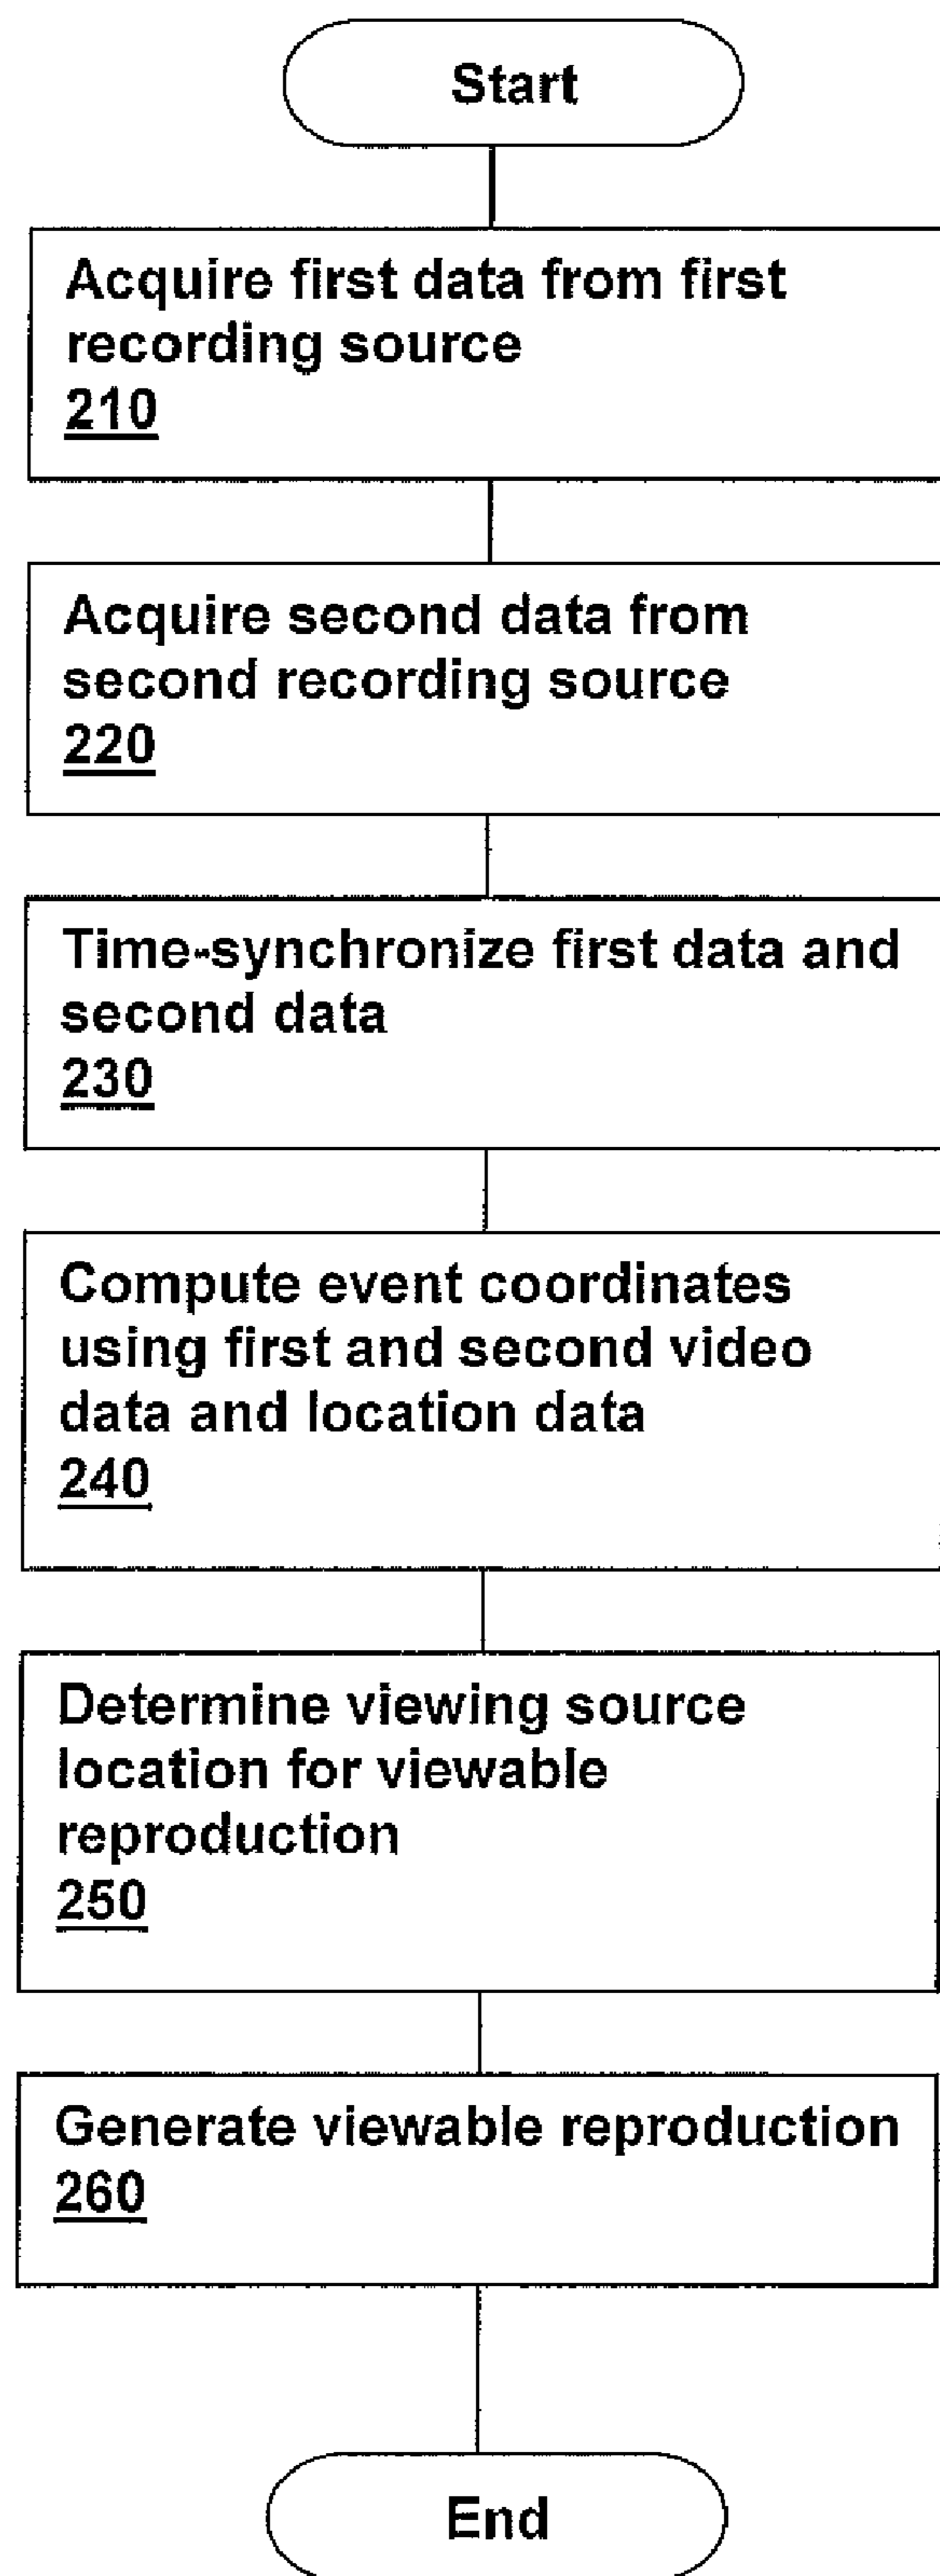 Start
Acquire first data from first
recording source
210
Acquire second data from
second recording source
220
Time-synchronize first data and
second data
230
Compute event coordinates
using first and second video
data and location data
240
Determine viewing source
location for viewable
reproduction
250
Generate viewable reproduction
260
End